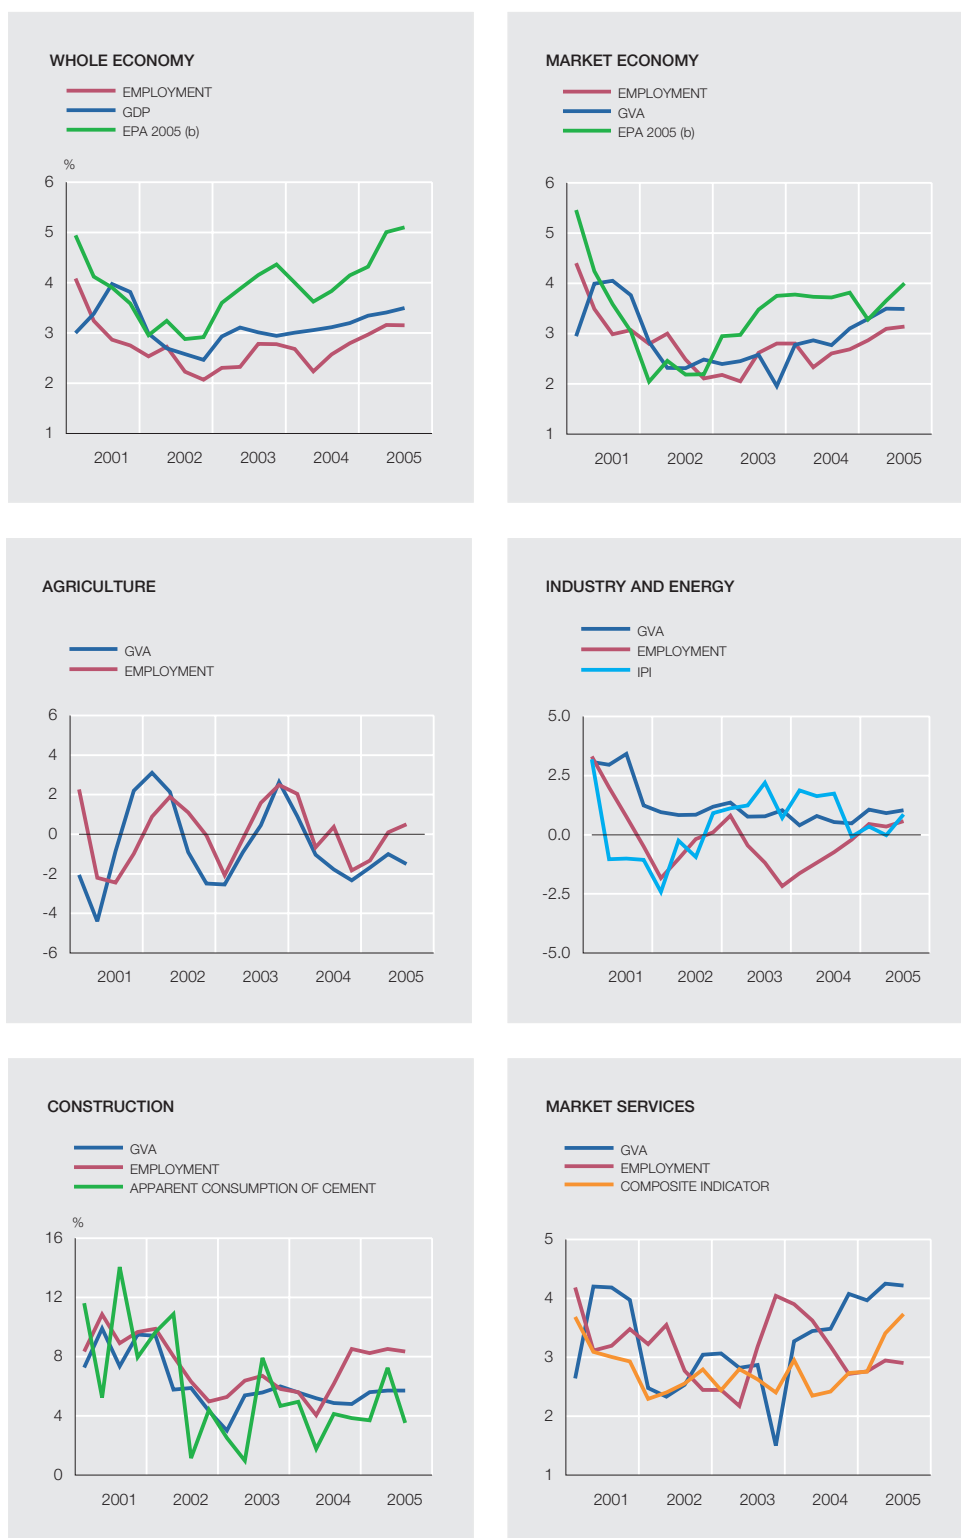 WHOLE ECONOMY
EMPLOYMENT
GDP
EPA 2005 (b)
%
6
5
4
3
2
1
2001 2002 2003 2004 2005
MARKET ECONOMY
EMPLOYMENT
GVA
EPA 2005 (b)
6
5
4
3
2
1
2001 2002 2003 2004 2005
AGRICULTURE
GVA
EMPLOYMENT
6
4
2
0
-2
-4
-6
2001 2002 2003 2004 2005
INDUSTRY AND ENERGY
GVA
EMPLOYMENT
IPI
5.0
2.5
0.0
-2.5
-5.0
2001 2002 2003 2004 2005
CONSTRUCTION
GVA
EMPLOYMENT
APPARENT CONSUMPTION OF CEMENT
%
16
12
8
4
0
2001 2002 2003 2004 2005
MARKET SERVICES
GVA
EMPLOYMENT
COMPOSITE INDICATOR
5
4
3
2
1
2001 2002 2003 2004 2005